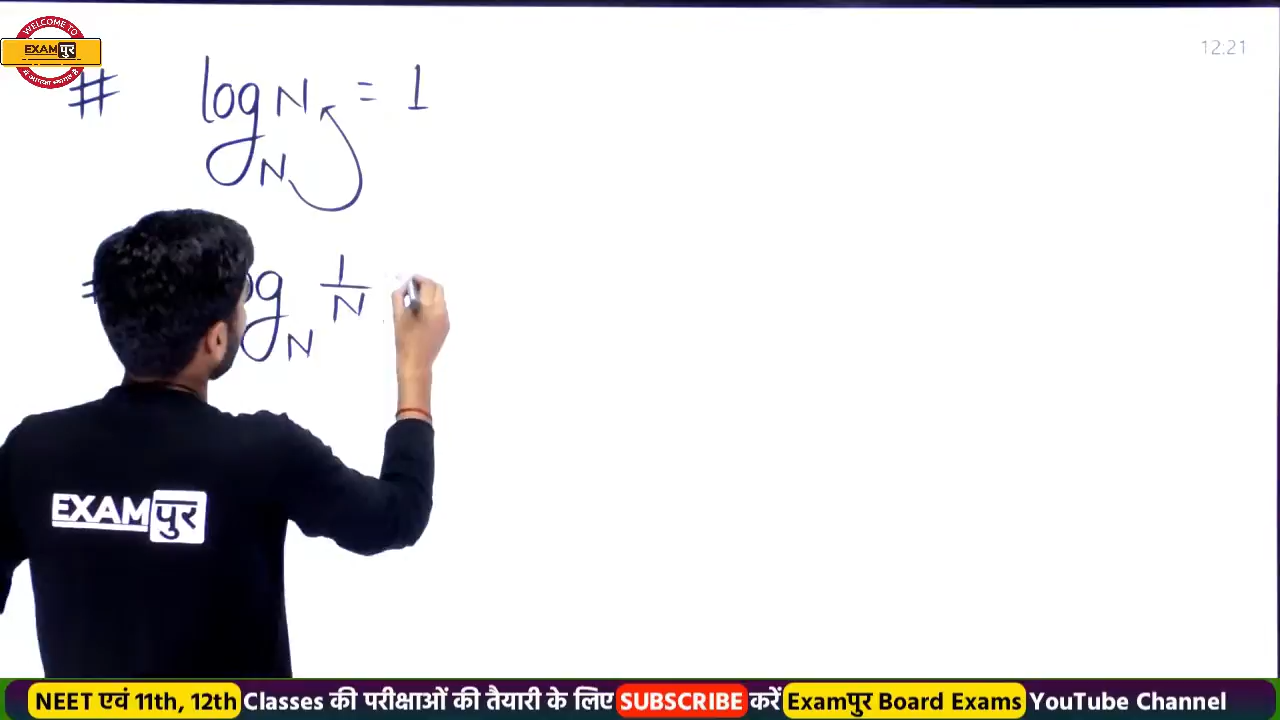 WELCOME TO
EXAMपुर
12:21
# log_N N = 1
og_N 1/N
EXAMपुर
NEET एवं 11th, 12th Classes की परीक्षाओं की तैयारी के लिए SUBSCRIBE करें Examपुर Board Exams YouTube Channel